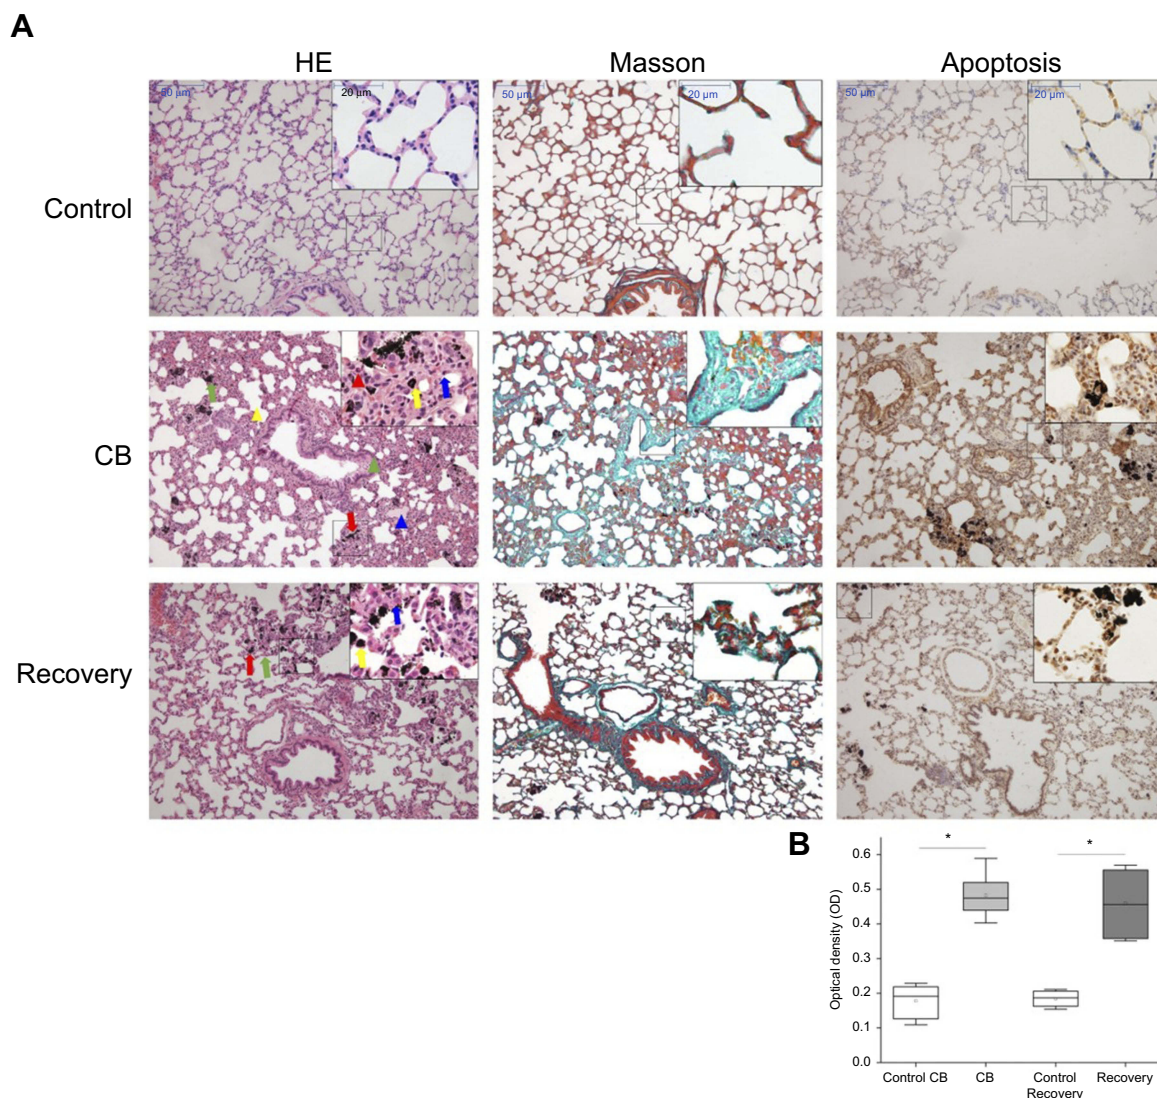 A
HE Masson Apoptosis
50 µm 20 µm 50 µm 20 µm 50 µm 20 µm
Control
CB
Recovery
B
* *
0.6
0.5
0.4
0.3
0.2
0.1
0.0
Optical density (OD)
Control CB CB Control Recovery Recovery